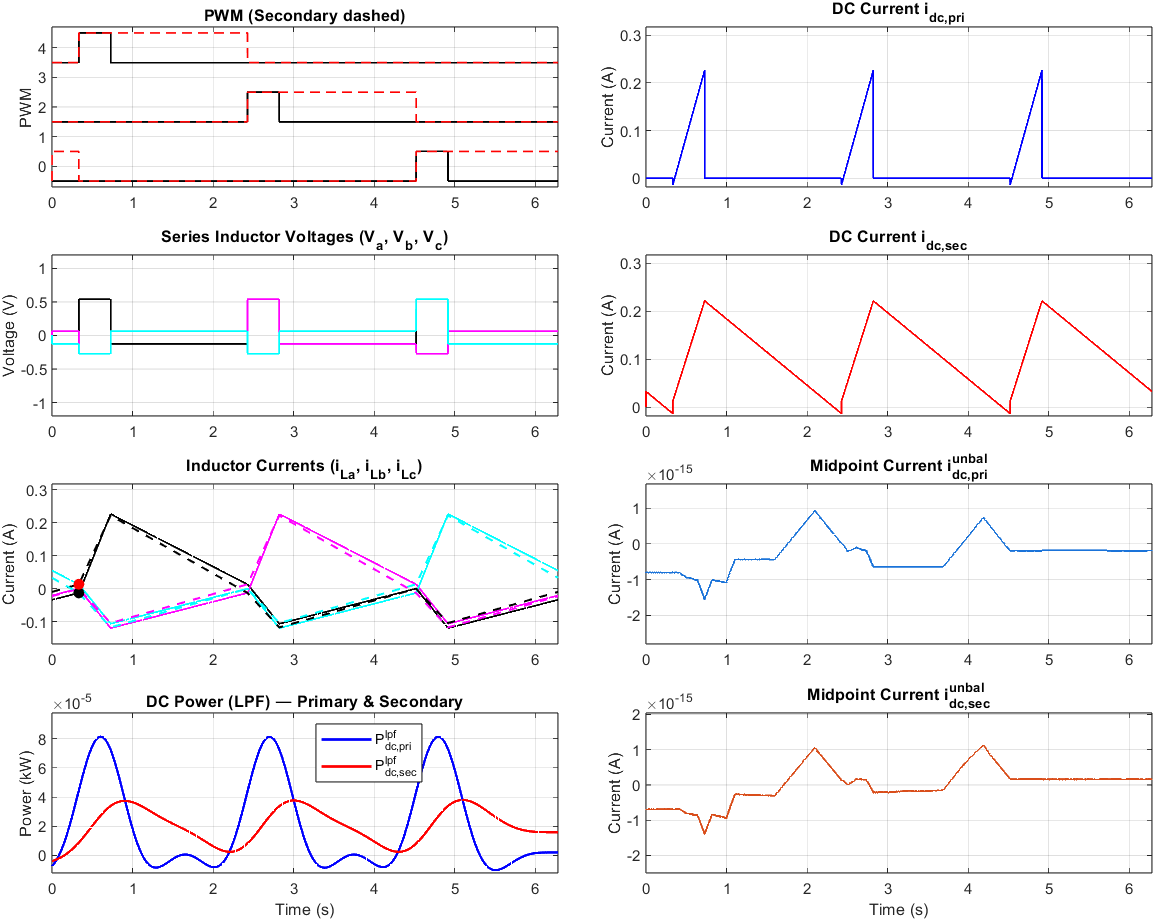 PWM (Secondary dashed)
PWM
4
3
2
1
0
0 1 2 3 4 5 6
DC Current i_dc,pri
Current (A)
0.3
0.2
0.1
0
0 1 2 3 4 5 6
Series Inductor Voltages (V_a, V_b, V_c)
Voltage (V)
1
0.5
0
-0.5
-1
0 1 2 3 4 5 6
DC Current i_dc,sec
Current (A)
0.3
0.2
0.1
0
0 1 2 3 4 5 6
Inductor Currents (i_La, i_Lb, i_Lc)
Current (A)
0.3
0.2
0.1
0
-0.1
0 1 2 3 4 5 6
Midpoint Current i_dc,pri^unbal
×10^-15
Current (A)
1
0
-1
-2
0 1 2 3 4 5 6
DC Power (LPF) — Primary & Secondary
×10^-5
Power (kW)
8
6
4
2
0
P_dc,pri^lpf
P_dc,sec^lpf
0 1 2 3 4 5 6
Time (s)
Midpoint Current i_dc,sec^unbal
×10^-15
Current (A)
2
1
0
-1
-2
0 1 2 3 4 5 6
Time (s)